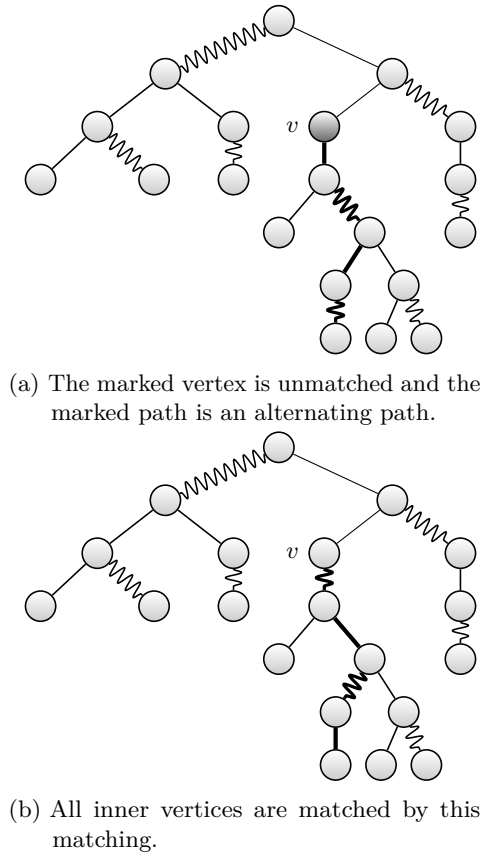 v
(a) The marked vertex is unmatched and the
marked path is an alternating path.
v
(b) All inner vertices are matched by this
matching.